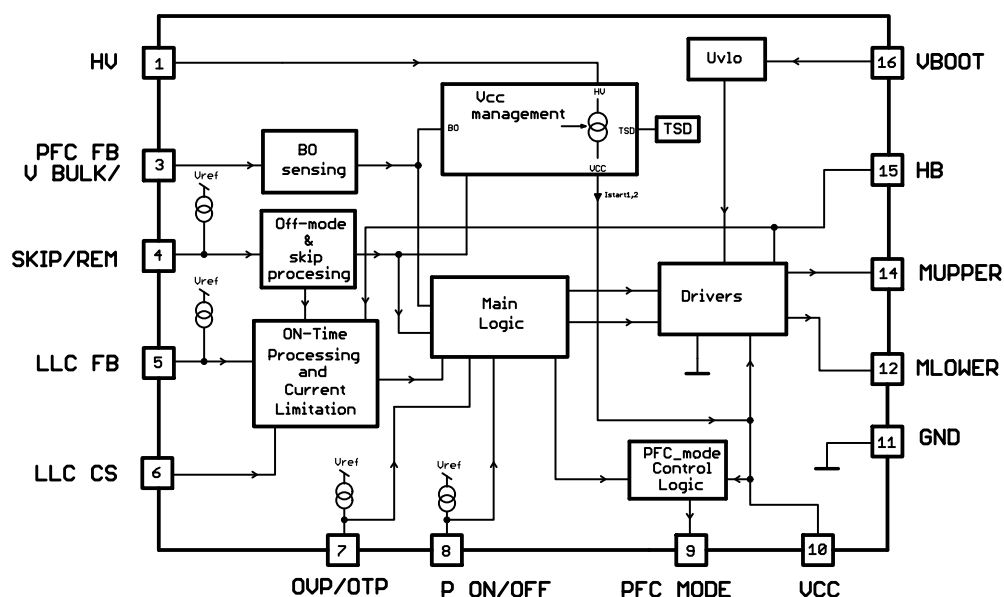 HV
1
PFC FB
V BULK/
3
Vref
SKIP/REM
4
Vref
LLC FB
5
LLC CS
6
BO
sensing
Off-mode
&
skip
procesing
ON-Time
Processing
and
Current
Limitation
Vcc
management
HV
BO
TSD
VCC
TSD
Istart1,2
Uvlo
16
VBOOT
15
HB
Main
Logic
Drivers
14
MUPPER
12
MLOWER
11
GND
PFC_mode
Control
Logic
Vref
Vref
7
8
9
10
OVP/OTP
P ON/OFF
PFC MODE
VCC